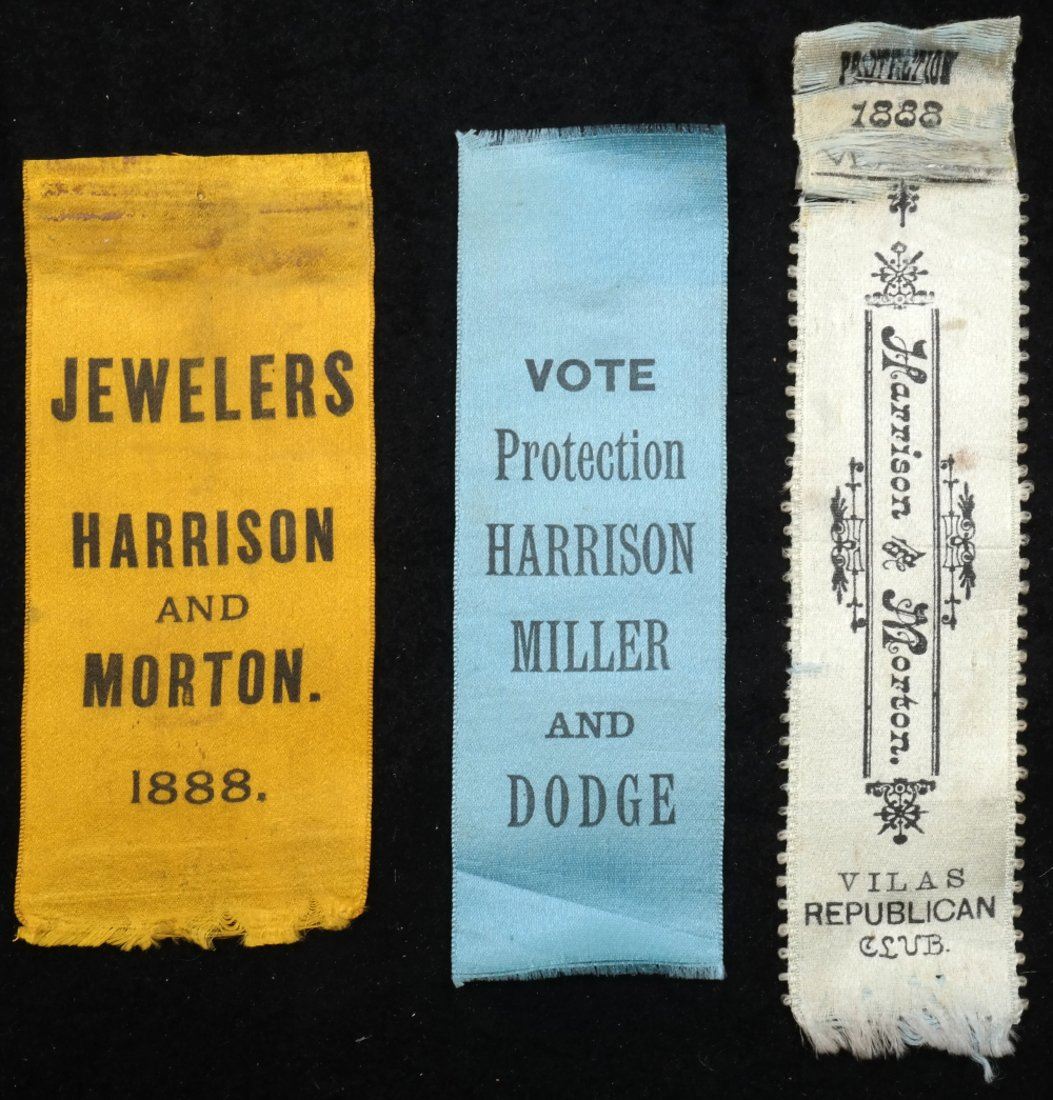 JEWELERS
HARRISON
AND
MORTON.
1888.
VOTE
Protection
HARRISON
MILLER
AND
DODGE
PROTECTION
1888
Harrison & Morton.
VILAS
REPUBLICAN
CLUB.